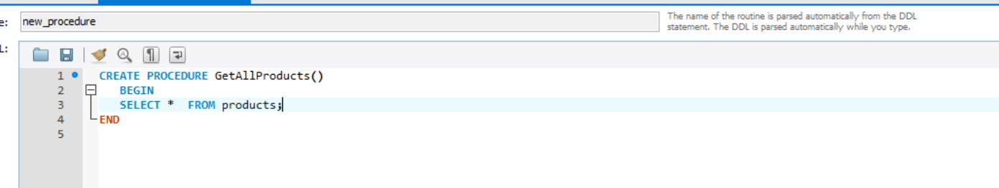 e:
new_procedure
The name of the routine is parsed automatically from the DDL
statement. The DDL is parsed automatically while you type.
L:
1 CREATE PROCEDURE GetAllProducts()
2 BEGIN
3 SELECT *  FROM products;
4 END
5